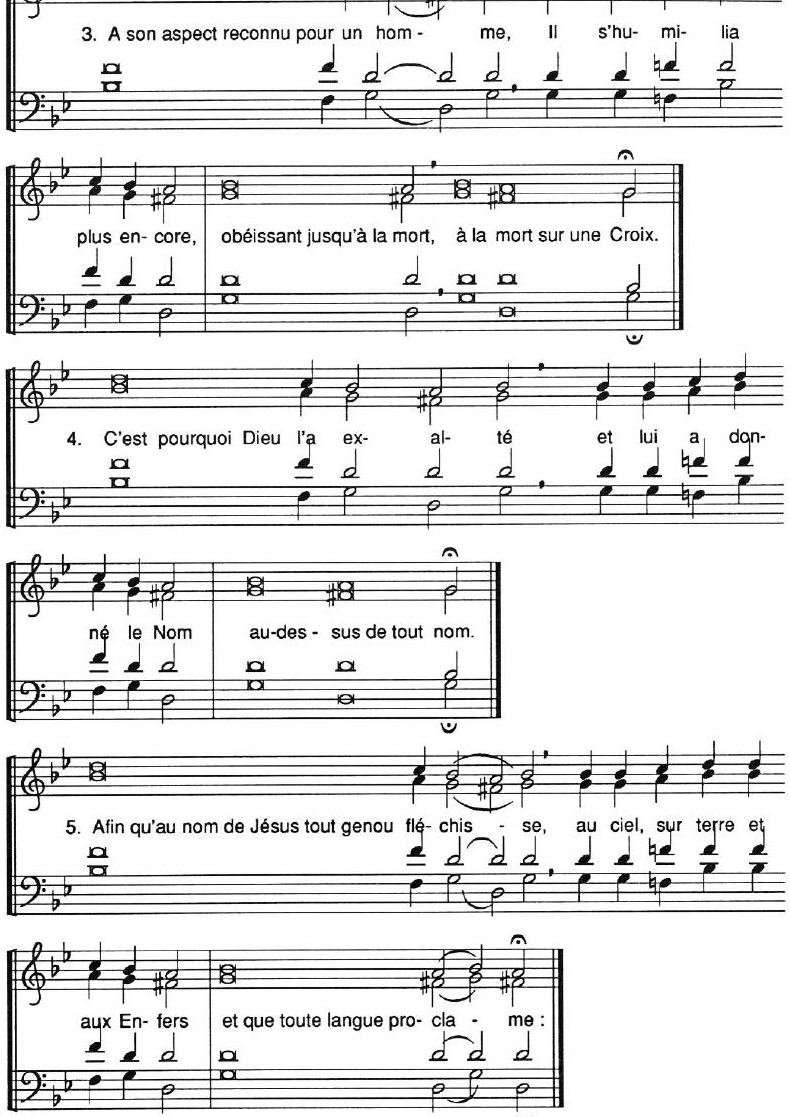 3. A son aspect reconnu pour un hom - me, Il s'hu- mi- lia
plus en- core, obéissant jusqu'à la mort, à la mort sur une Croix.
4. C'est pourquoi Dieu l'a ex- al- té et lui a don-
né le Nom au-des - sus de tout nom.
5. Afin qu'au nom de Jésus tout genou flé- chis - se, au ciel, sur terre et
aux En- fers et que toute langue pro- cla - me :